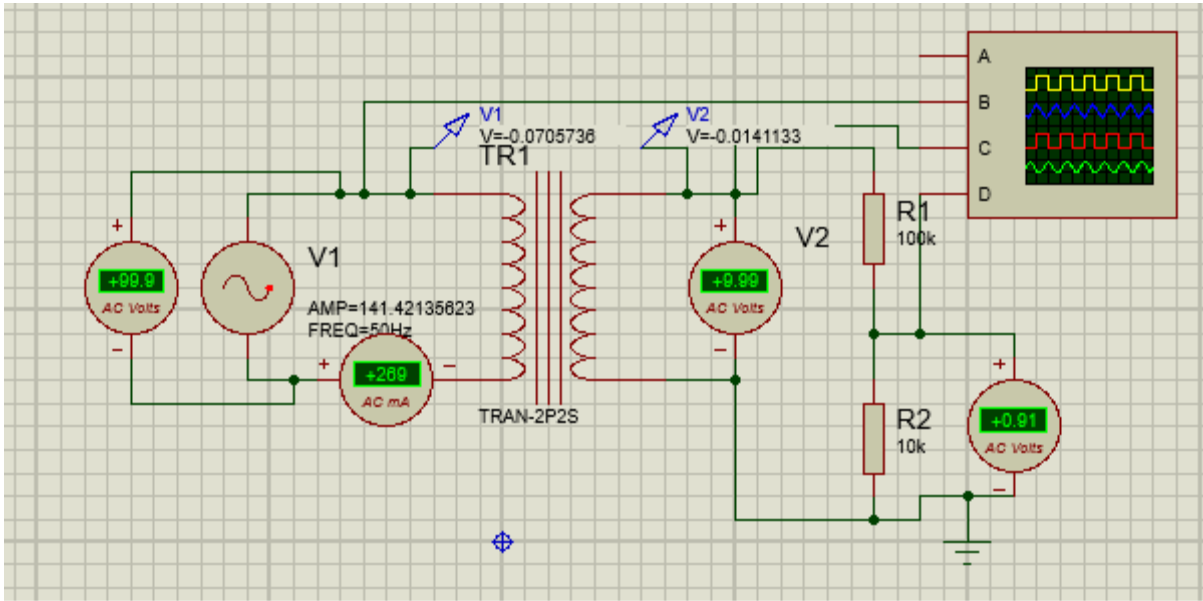 A
B
C
D
V1
V=-0.0705736
V2
V=-0.0141133
TR1
TRAN-2P2S
+
+99.9
AC Volts
−
V1
AMP=141.42135623
FREQ=50Hz
+
+269
AC mA
−
+
+9.99
AC Volts
−
V2
R1
100k
R2
10k
+
+0.91
AC Volts
−